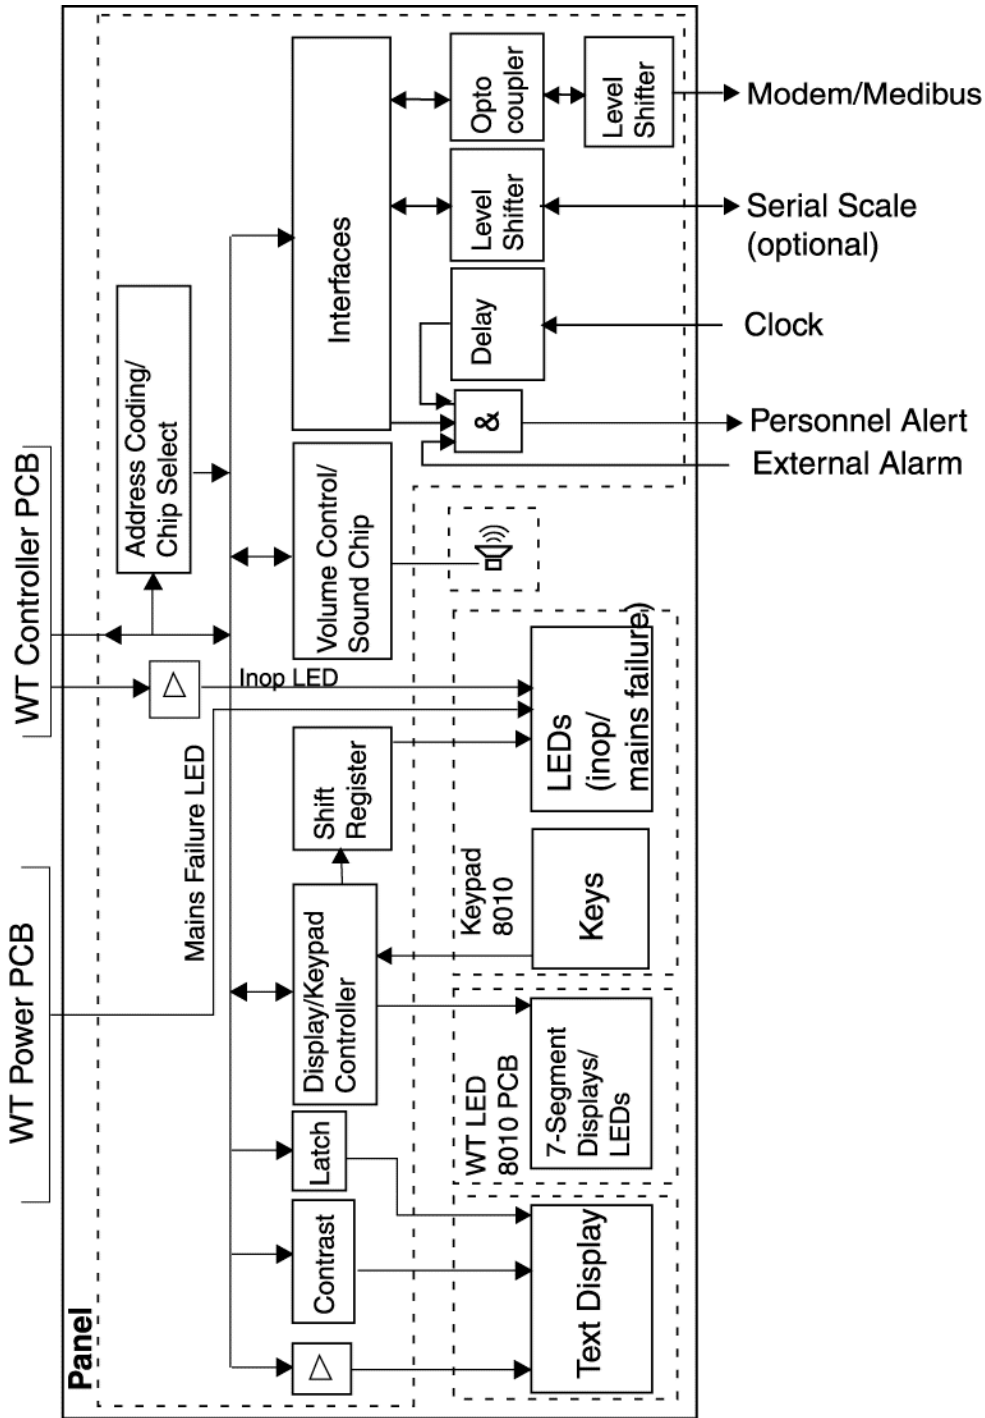 Panel
WT Controller PCB
WT Power PCB
Address Coding/
Chip Select
Interfaces
Opto
coupler
Level
Shifter
Modem/Medibus
Level
Shifter
Serial Scale
(optional)
Delay
Clock
&
Personnel Alert
External Alarm
Volume Control/
Sound Chip
Inop LED
Mains Failure LED
LEDs
(inop/
mains failure)
Shift
Register
Keypad
8010
Keys
Display/Keypad
Controller
WT LED
8010 PCB
7-Segment
Displays/
LEDs
Latch
Contrast
Text Display